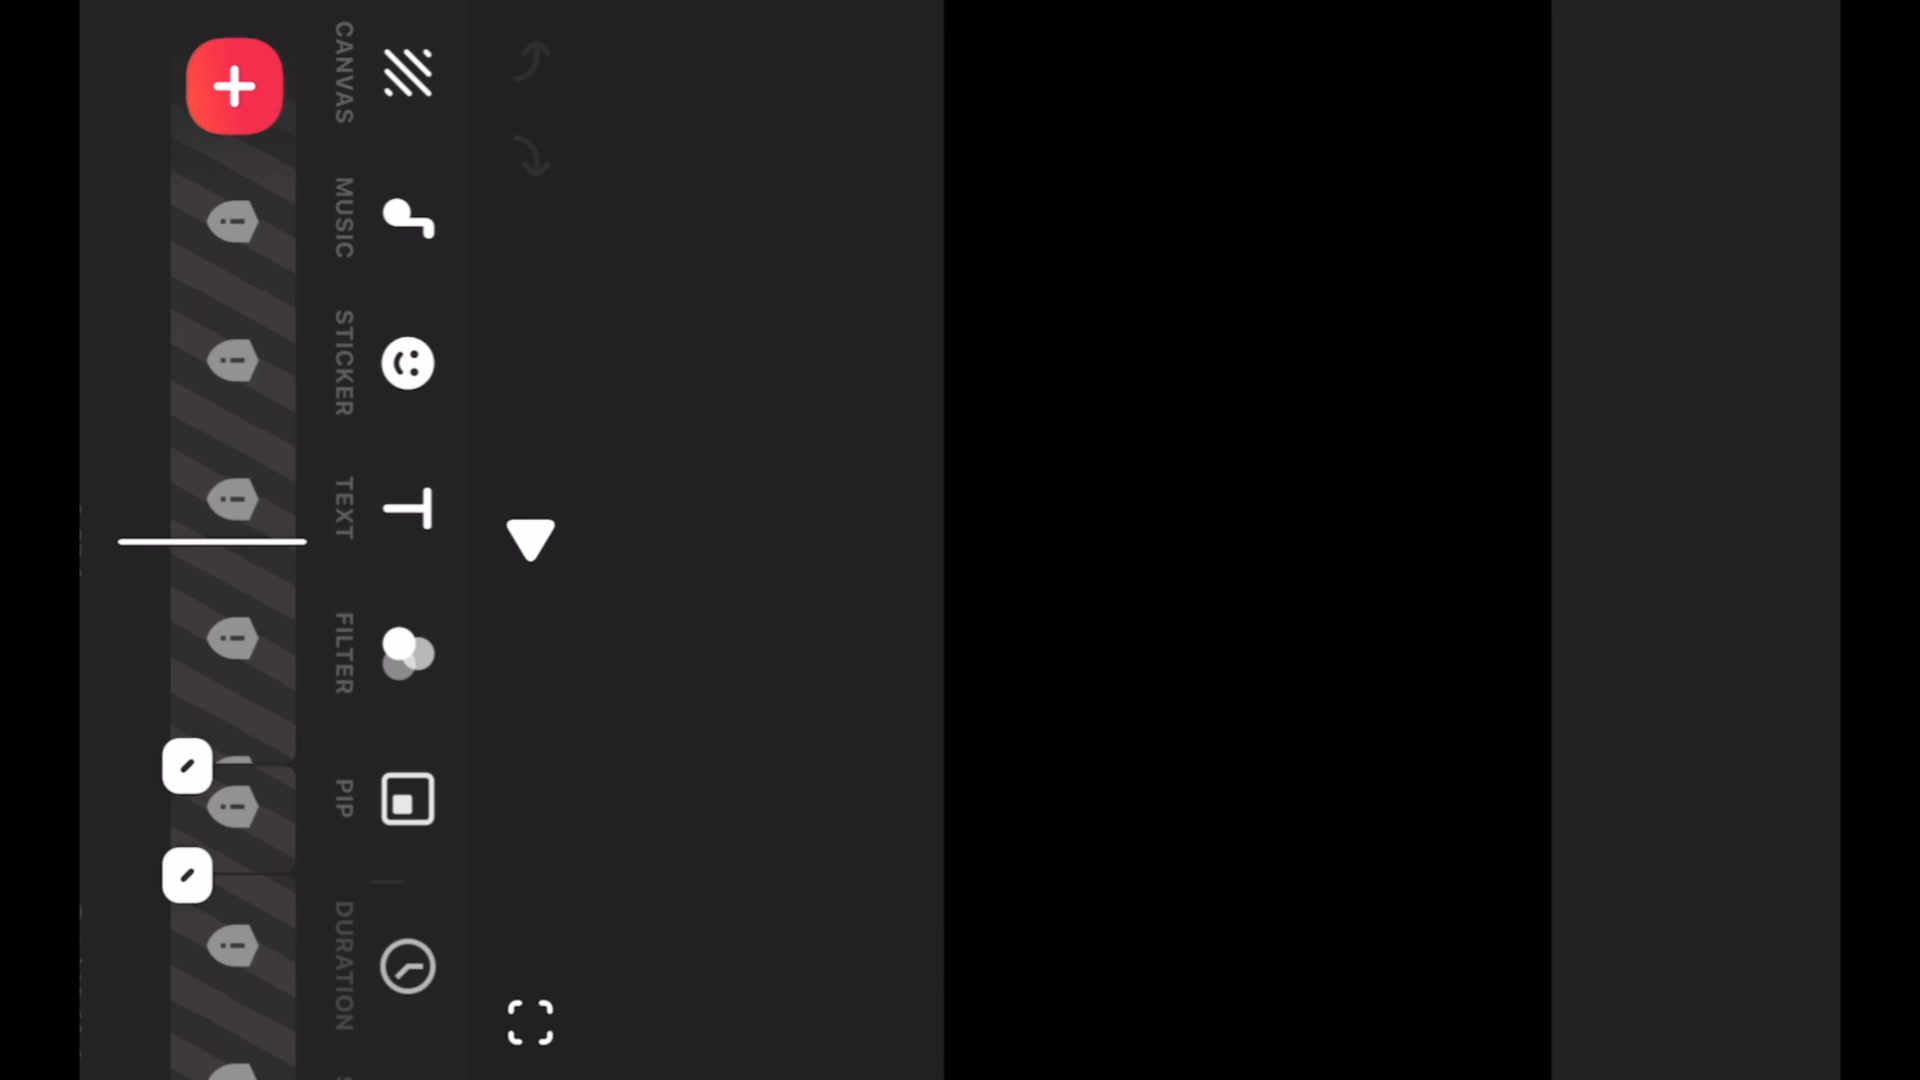 CANVAS
MUSIC
STICKER
TEXT
FILTER
PIP
DURATION